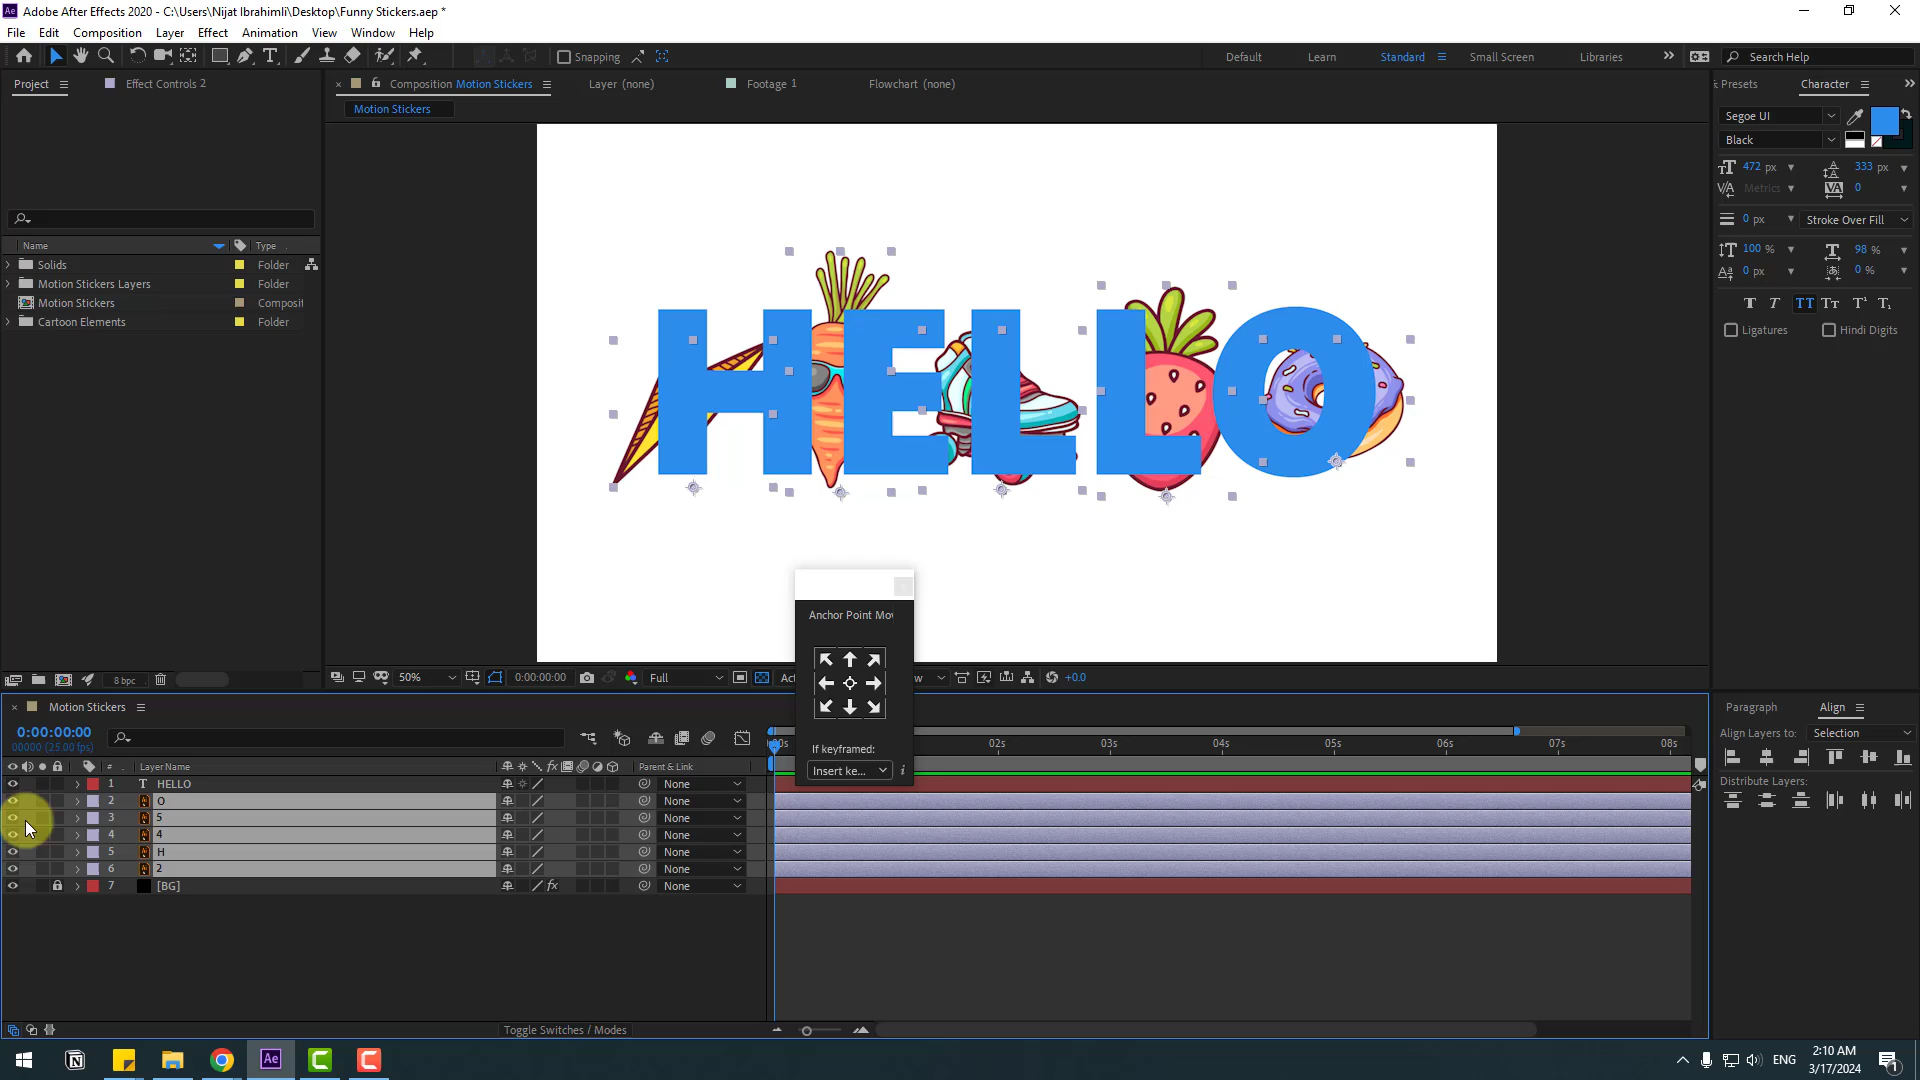 Adobe After Effects 2020 - C:\Users\Nijat Ibrahimli\Desktop\Funny Stickers.aep *
File Edit Composition Layer Effect Animation View Window Help
Snapping Default Learn Standard Small Screen Libraries Search Help
Project Effect Controls 2 Composition Motion Stickers Layer (none) Footage 1 Flowchart (none) Presets Character
Motion Stickers
Segoe UI
Black
472 px 333 px
Metrics 0
0 px Stroke Over Fill
100 % 98 %
0 px 0 %
Ligatures Hindi Digits
Name Type
Solids Folder
Motion Stickers Layers Folder
Motion Stickers Composit
Cartoon Elements Folder
HELLO
Anchor Point Mov
8 bpc 50% 0:00:00:00 Full +0.0
If keyframed:
Insert ke...
Motion Stickers
0:00:00:00
00000 (25.00 fps)
02s 03s 04s 05s 06s 07s 08s
# Layer Name Parent & Link
1 HELLO None
2 O None
3 5 None
4 4 None
5 H None
6 2 None
7 [BG] None
Paragraph Align
Align Layers to: Selection
Distribute Layers:
Toggle Switches / Modes
ENG 2:10 AM
3/17/2024